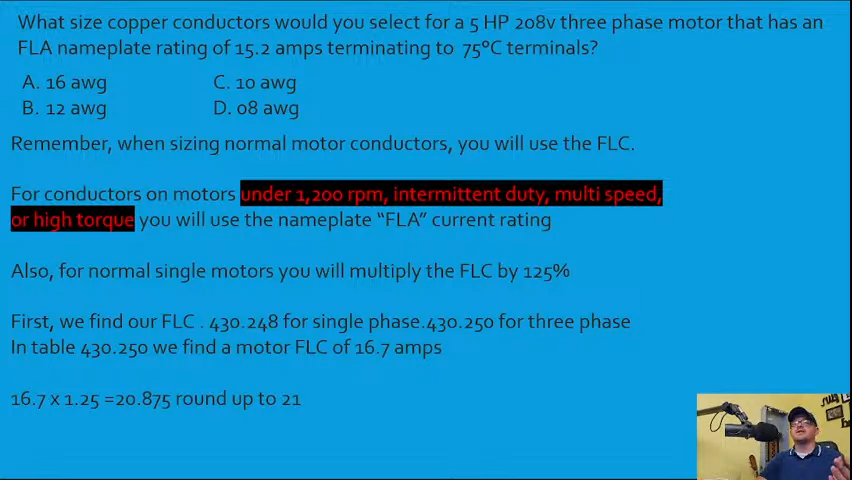 What size copper conductors would you select for a 5 HP 208v three phase motor that has an
FLA nameplate rating of 15.2 amps terminating to 75°C terminals?
A. 16 awg
C. 10 awg
B. 12 awg
D. 08 awg
Remember, when sizing normal motor conductors, you will use the FLC.
For conductors on motors under 1,200 rpm, intermittent duty, multi speed,
or high torque you will use the nameplate “FLA” current rating
Also, for normal single motors you will multiply the FLC by 125%
First, we find our FLC . 430.248 for single phase.430.250 for three phase
In table 430.250 we find a motor FLC of 16.7 amps
16.7 x 1.25 =20.875 round up to 21